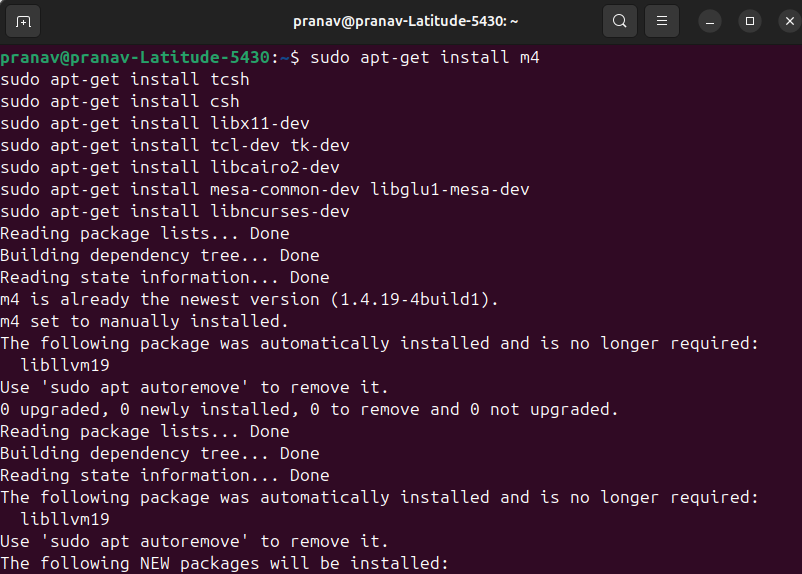 pranav@pranav-Latitude-5430: ~
pranav@pranav-Latitude-5430:~$ sudo apt-get install m4
sudo apt-get install tcsh
sudo apt-get install csh
sudo apt-get install libx11-dev
sudo apt-get install tcl-dev tk-dev
sudo apt-get install libcairo2-dev
sudo apt-get install mesa-common-dev libglu1-mesa-dev
sudo apt-get install libncurses-dev
Reading package lists... Done
Building dependency tree... Done
Reading state information... Done
m4 is already the newest version (1.4.19-4build1).
m4 set to manually installed.
The following package was automatically installed and is no longer required:
  libllvm19
Use 'sudo apt autoremove' to remove it.
0 upgraded, 0 newly installed, 0 to remove and 0 not upgraded.
Reading package lists... Done
Building dependency tree... Done
Reading state information... Done
The following package was automatically installed and is no longer required:
  libllvm19
Use 'sudo apt autoremove' to remove it.
The following NEW packages will be installed: